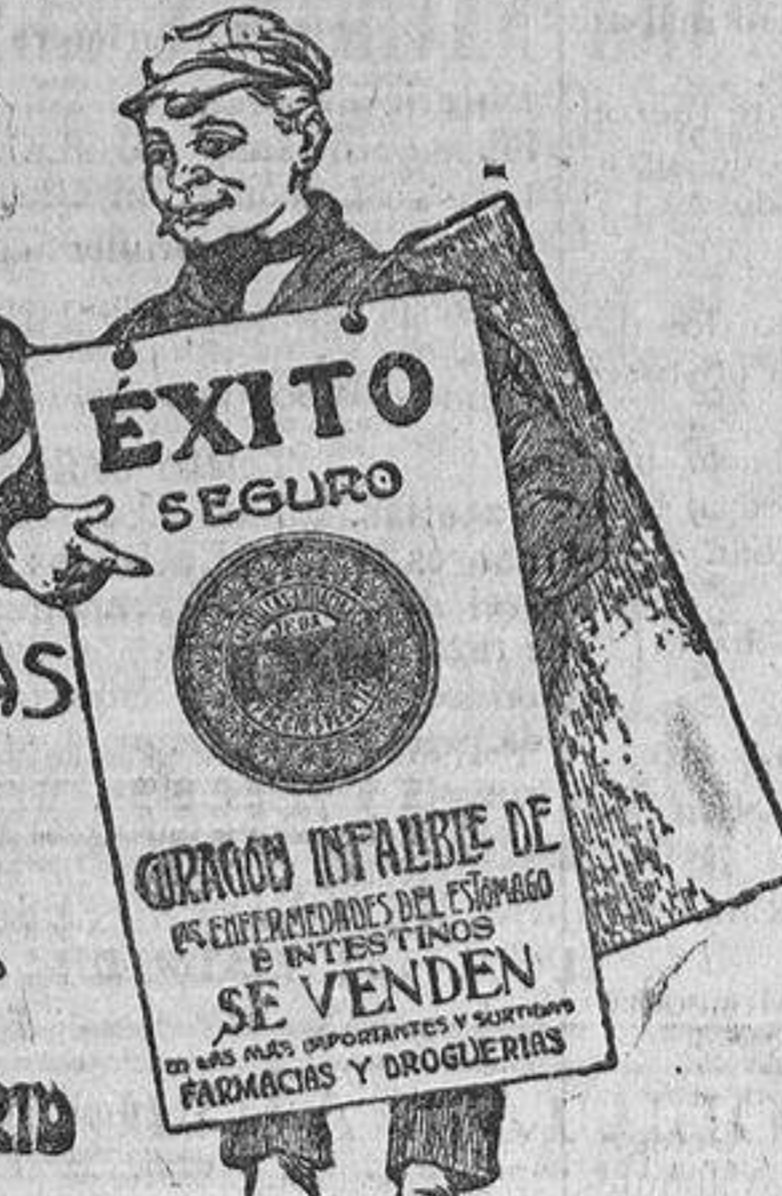 ÉXITO
SEGURO
AS
CURACION INFALIBLE DE
LAS ENFERMEDADES DEL ESTOMAGO
E INTESTINOS
SE VENDEN
EN LAS MAS IMPORTANTES Y SURTIDAS
FARMACIAS Y DROGUERIAS